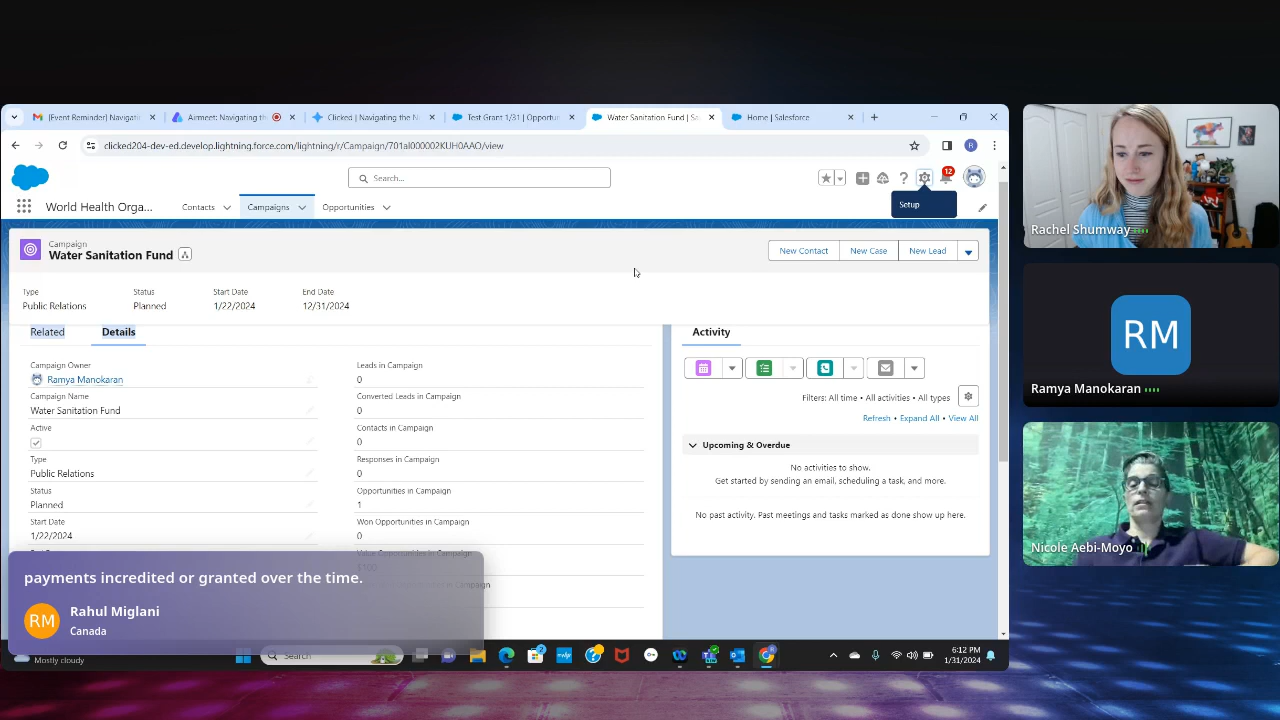 [Event Reminder] Navigati
Airmeet: Navigating the
Clicked | Navigating the N
Test Grant 1/31 | Opportun
Water Sanitation Fund | Sa
Home | Salesforce
clicked204-dev-ed.develop.lightning.force.com/lightning/r/Campaign/701al000002KUH0AAO/view
R
Search...
12
World Health Orga...
Contacts
Campaigns
Opportunities
Setup
Campaign
Water Sanitation Fund
New Contact
New Case
New Lead
Type
Status
Start Date
End Date
Public Relations
Planned
1/22/2024
12/31/2024
Related
Details
Campaign Owner
Ramya Manokaran
Campaign Name
Water Sanitation Fund
Active
Type
Public Relations
Status
Planned
Start Date
1/22/2024
Leads in Campaign
0
Converted Leads in Campaign
0
Contacts in Campaign
0
Responses in Campaign
0
Opportunities in Campaign
1
Won Opportunities in Campaign
0
Value Opportunities in Campaign
$100
Activity
Filters: All time • All activities • All types
Refresh • Expand All • View All
Upcoming & Overdue
No activities to show.
Get started by sending an email, scheduling a task, and more.
No past activity. Past meetings and tasks marked as done show up here.
payments incredited or granted over the time.
RM
Rahul Miglani
Canada
Mostly cloudy
Search
6:12 PM
1/31/2024
Rachel Shumway
RM
Ramya Manokaran
Nicole Aebi-Moyo